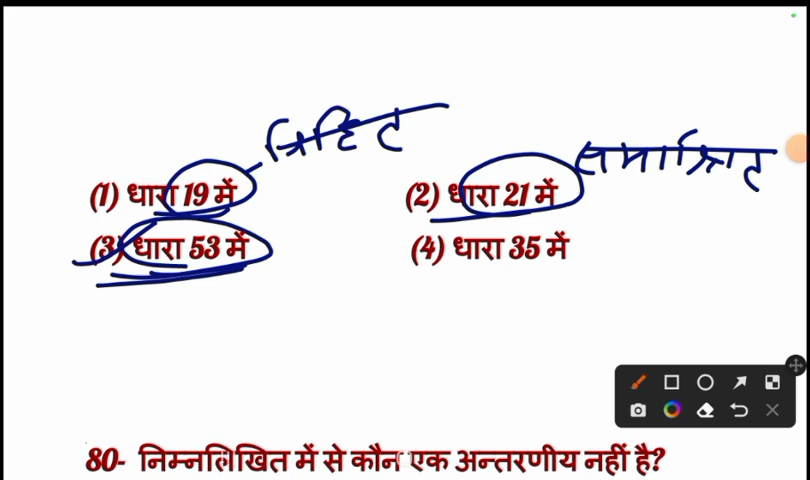 निहित
समाश्रित
(1) धारा 19 में (2) धारा 21 में
(3) धारा 53 में (4) धारा 35 में
80- निम्नलिखित में से कौन एक अन्तरणीय नहीं है?